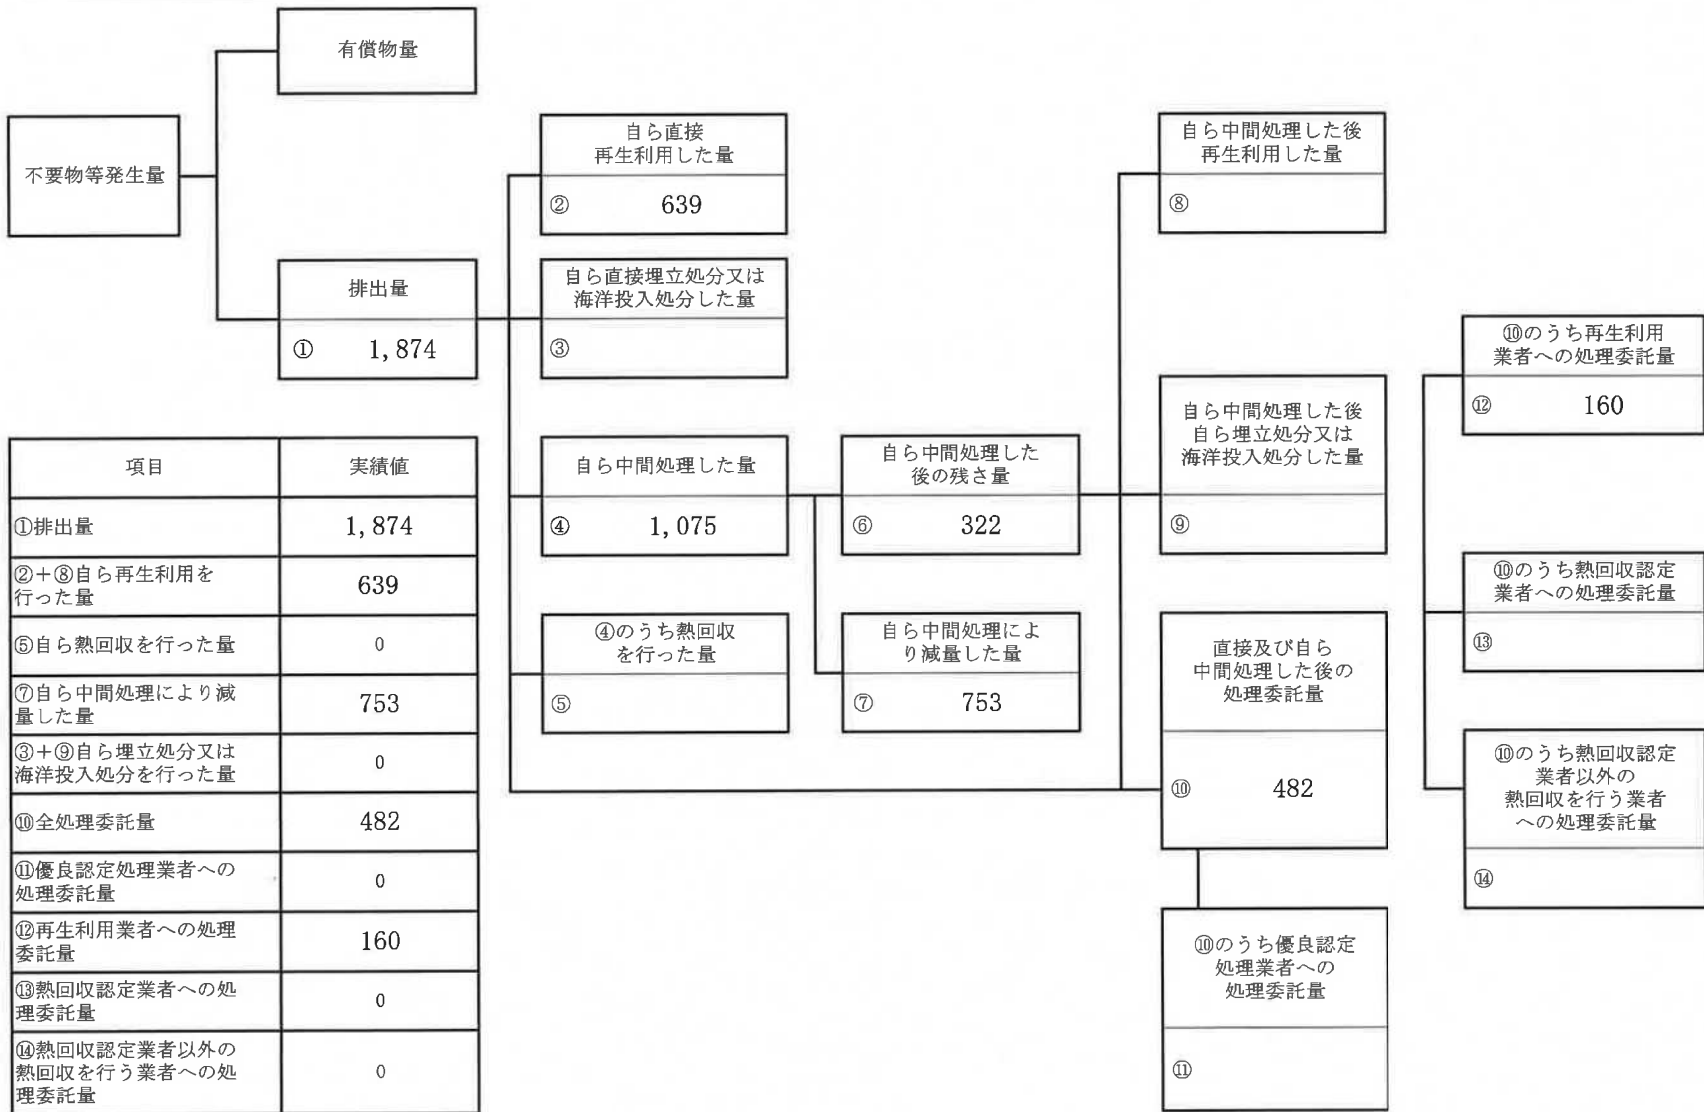 有償物量
不要物等発生量
排出量
① 1,874
自ら直接
再生利用した量
② 639
自ら直接埋立処分又は
海洋投入処分した量
③
自ら中間処理した量
④ 1,075
④のうち熱回収
を行った量
⑤
自ら中間処理した
後の残さ量
⑥ 322
自ら中間処理によ
り減量した量
⑦ 753
自ら中間処理した後
再生利用した量
⑧
自ら中間処理した後
自ら埋立処分又は
海洋投入処分した量
⑨
直接及び自ら
中間処理した後の
処理委託量
⑩ 482
⑩のうち優良認定
処理業者への
処理委託量
⑪
⑩のうち再生利用
業者への処理委託量
⑫ 160
⑩のうち熱回収認定
業者への処理委託量
⑬
⑩のうち熱回収認定
業者以外の
熱回収を行う業者
への処理委託量
⑭
項目 実績値
①排出量 1,874
②+⑧自ら再生利用を
行った量 639
⑤自ら熱回収を行った量 0
⑦自ら中間処理により減
量した量 753
③+⑨自ら埋立処分又は
海洋投入処分を行った量 0
⑩全処理委託量 482
⑪優良認定処理業者への
処理委託量 0
⑫再生利用業者への処理
委託量 160
⑬熱回収認定業者への処
理委託量 0
⑭熱回収認定業者以外の
熱回収を行う業者への処
理委託量 0